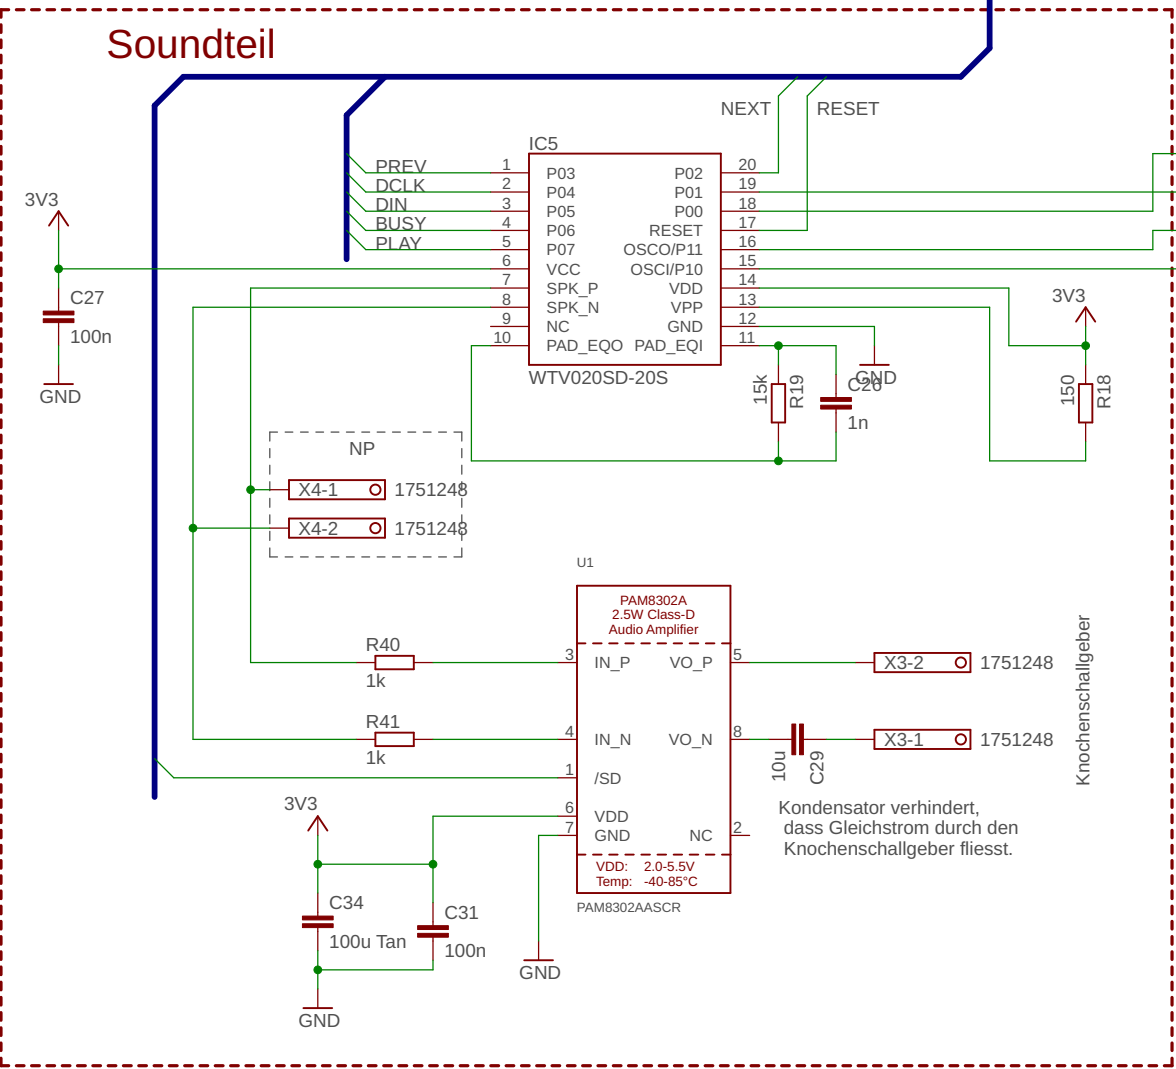 Soundteil
NEXT
RESET
IC5
PREV
DCLK
DIN
BUSY
PLAY
1
2
3
4
5
6
7
8
9
10
P03
P04
P05
P06
P07
VCC
SPK_P
SPK_N
NC
PAD_EQO
P02
P01
P00
RESET
OSCO/P11
OSCI/P10
VDD
VPP
GND
PAD_EQI
20
19
18
17
16
15
14
13
12
11
WTV020SD-20S
3V3
C27
100n
GND
15k
R19
C26
1n
GND
3V3
150
R18
NP
X4-1
1751248
X4-2
1751248
U1
PAM8302A
2.5W Class-D
Audio Amplifier
R40
1k
R41
1k
3
IN_P
4
IN_N
1
/SD
6
VDD
7
GND
VO_P
5
VO_N
8
NC
2
VDD: 2.0-5.5V
Temp: -40-85°C
PAM8302AASCR
X3-2
1751248
X3-1
1751248
10u
C29
Knochenschallgeber
Kondensator verhindert,
dass Gleichstrom durch den
Knochenschallgeber fliesst.
3V3
C34
100u Tan
C31
100n
GND
GND